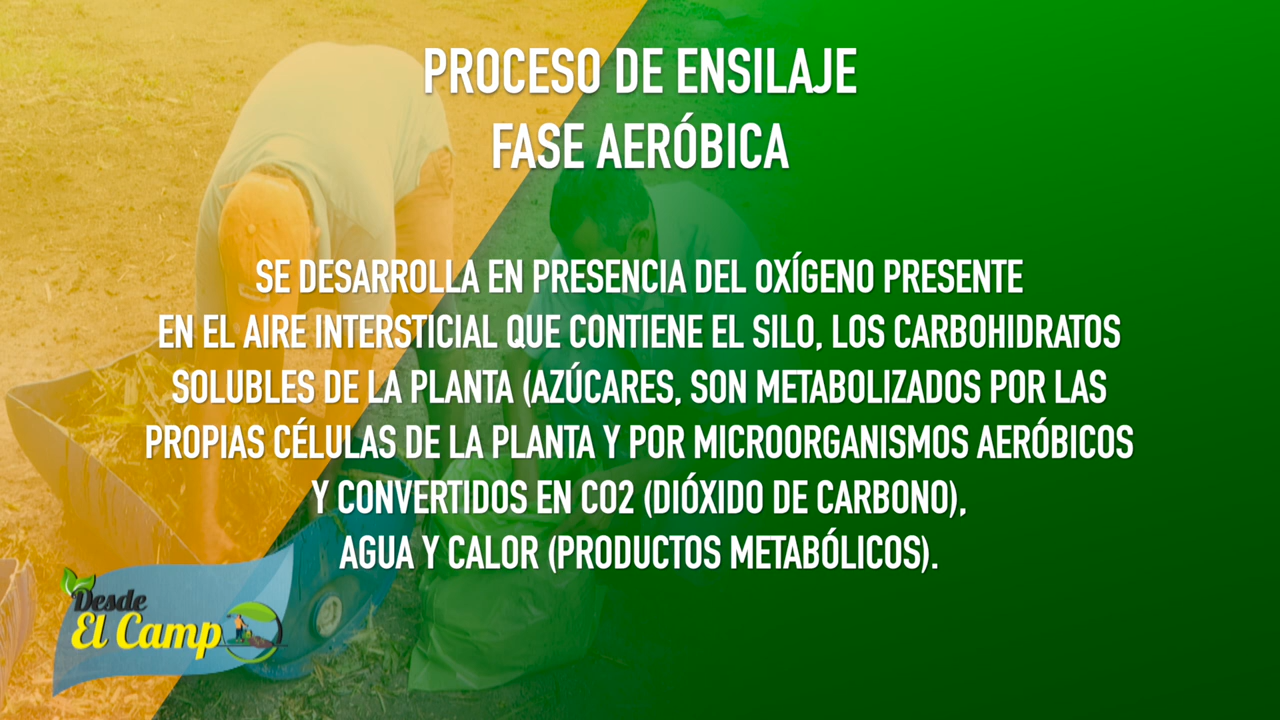 PROCESO DE ENSILAJE
FASE AERÓBICA
SE DESARROLLA EN PRESENCIA DEL OXÍGENO PRESENTE
EN EL AIRE INTERSTICIAL QUE CONTIENE EL SILO, LOS CARBOHIDRATOS
SOLUBLES DE LA PLANTA (AZÚCARES, SON METABOLIZADOS POR LAS
PROPIAS CÉLULAS DE LA PLANTA Y POR MICROORGANISMOS AERÓBICOS
Y CONVERTIDOS EN CO2 (DIÓXIDO DE CARBONO),
AGUA Y CALOR (PRODUCTOS METABÓLICOS).
Desde
El Campo